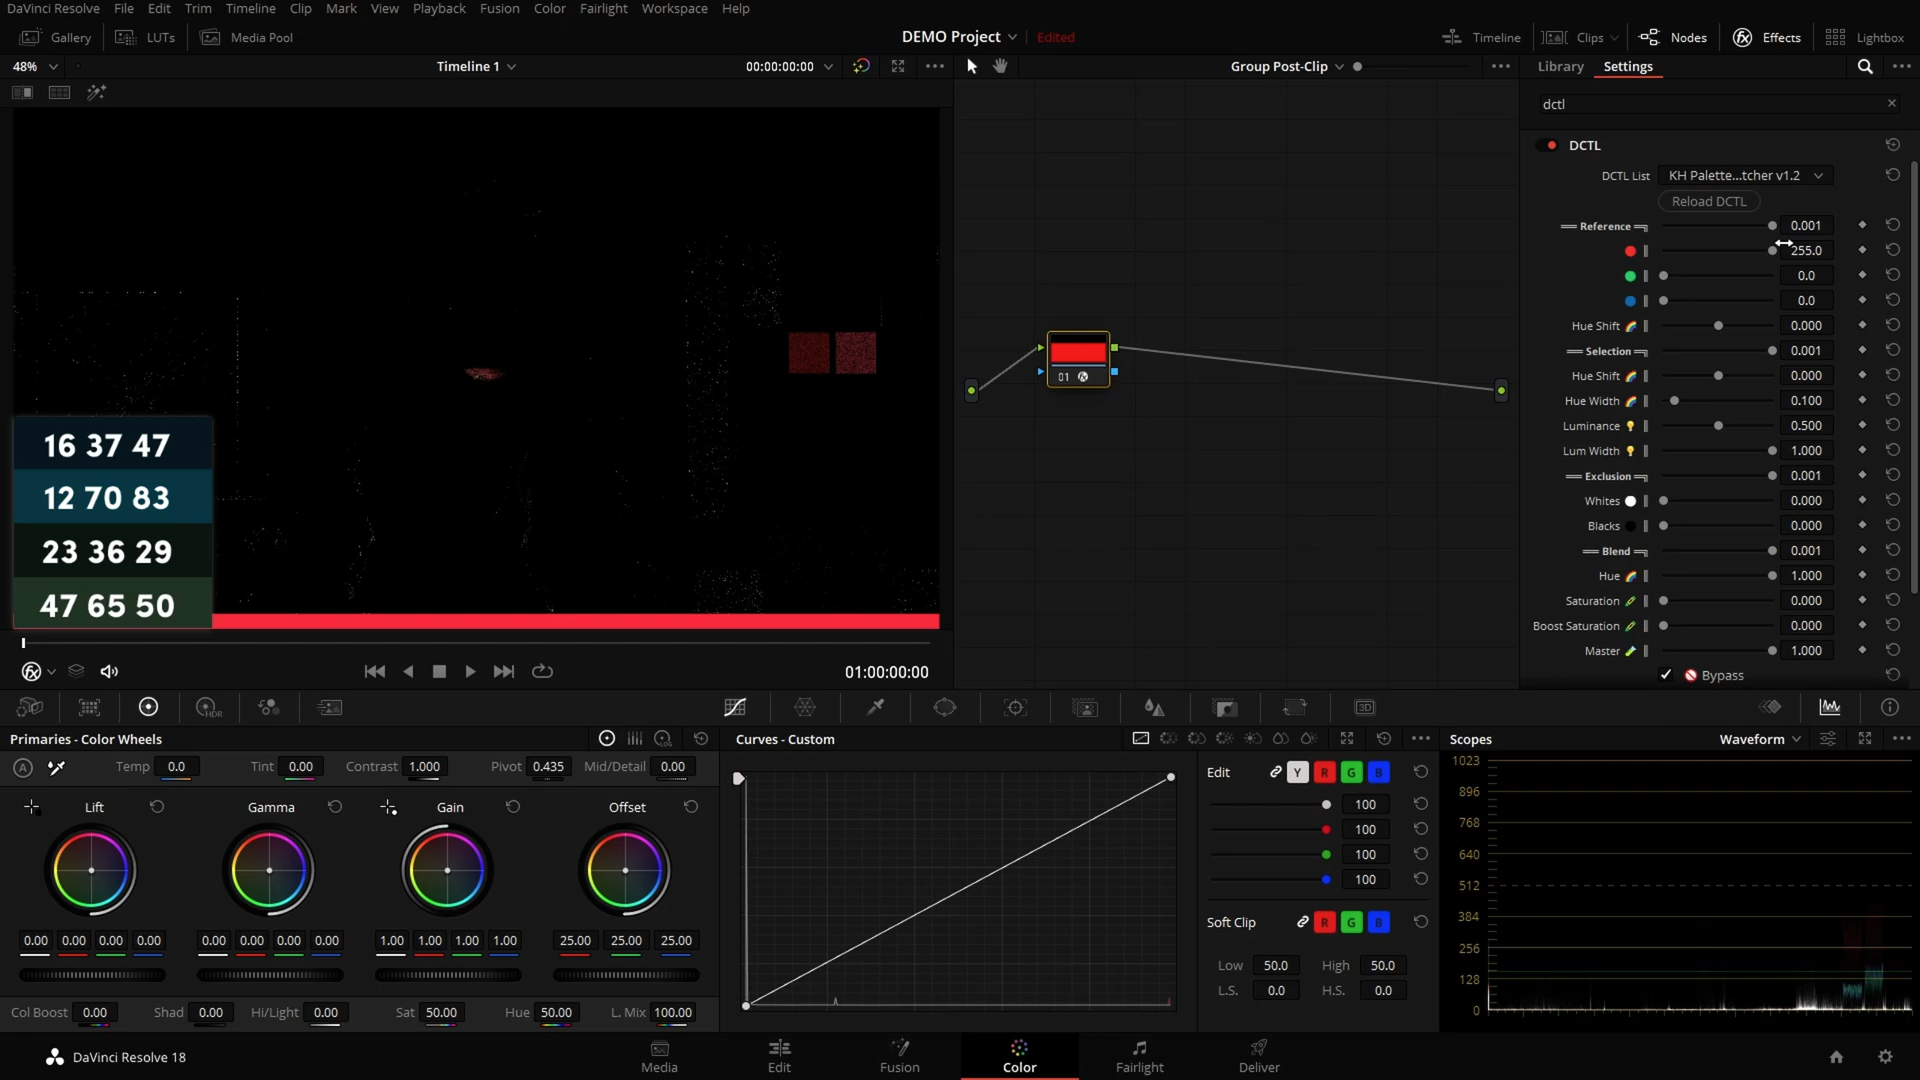 DaVinci Resolve File Edit Trim Timeline Clip Mark View Playback Fusion Color Fairlight Workspace Help
Gallery LUTs Media Pool DEMO Project Edited Timeline Clips Nodes Effects Lightbox
48% Timeline 1 00:00:00:00 Group Post-Clip Library Settings
dctl
DCTL
DCTL List KH Palette...tcher v1.2
Reload DCTL
Reference 0.001
255.0
0.0
0.0
Hue Shift 0.000
Selection 0.001
Hue Shift 0.000
Hue Width 0.100
Luminance 0.500
Lum Width 1.000
Exclusion 0.001
Whites 0.000
Blacks 0.000
Blend 0.001
Hue 1.000
Saturation 0.000
Boost Saturation 0.000
Master 1.000
Bypass
01
16 37 47
12 70 83
23 36 29
47 65 50
01:00:00:00
HDR 3D
Primaries - Color Wheels LOG
A Temp 0.0 Tint 0.00 Contrast 1.000 Pivot 0.435 Mid/Detail 0.00
Lift Gamma Gain Offset
0.00 0.00 0.00 0.00 0.00 0.00 0.00 0.00 1.00 1.00 1.00 1.00 25.00 25.00 25.00
Col Boost 0.00 Shad 0.00 Hi/Light 0.00 Sat 50.00 Hue 50.00 L. Mix 100.00
Curves - Custom
Edit Y R G B
100
100
100
100
Soft Clip R G B
Low 50.0 High 50.0
L.S. 0.0 H.S. 0.0
Scopes Waveform
1023
896
768
640
512
384
256
128
0
DaVinci Resolve 18 Media Edit Fusion Color Fairlight Deliver